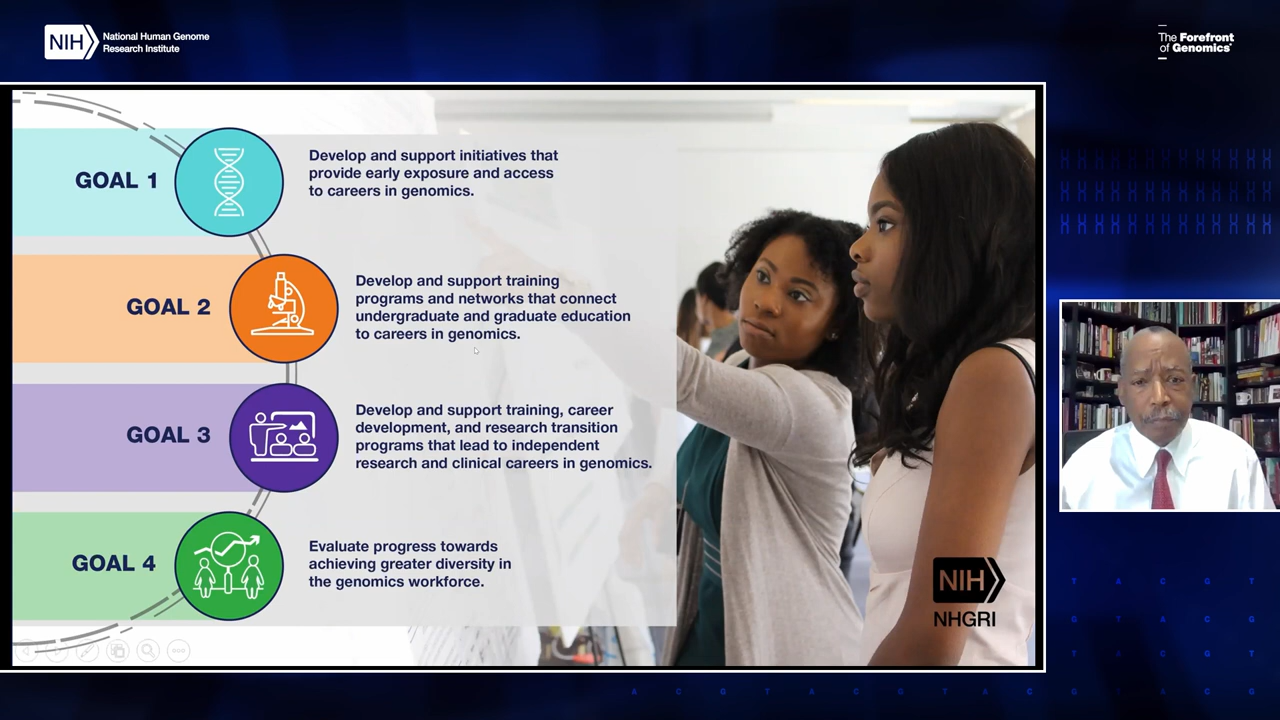 NIH
National Human Genome
Research Institute
The Forefront
of Genomics®
GOAL 1
Develop and support initiatives that
provide early exposure and access
to careers in genomics.
GOAL 2
Develop and support training
programs and networks that connect
undergraduate and graduate education
to careers in genomics.
GOAL 3
Develop and support training, career
development, and research transition
programs that lead to independent
research and clinical careers in genomics.
GOAL 4
Evaluate progress towards
achieving greater diversity in
the genomics workforce.
NIH
NHGRI
T A C G T
G T A C G
T A C G T
A C G T A C G T A C G T A C G